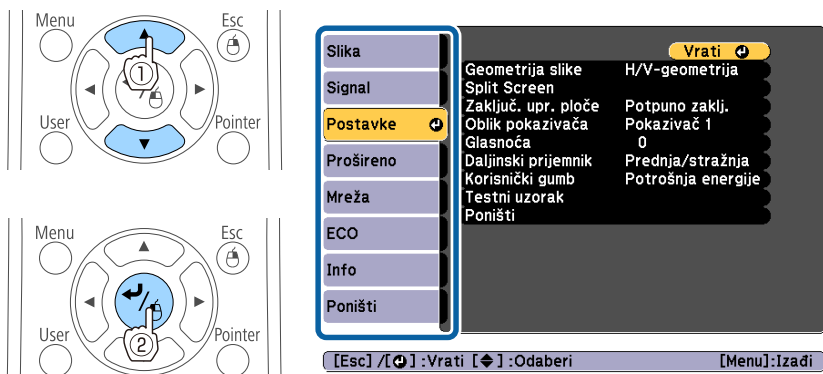 Menu
Esc
①
User
Pointer
Menu
Esc
②
User
Pointer
Slika
Signal
Postavke
Prošireno
Mreža
ECO
Info
Poništi
Vrati
Geometrija slike H/V-geometrija
Split Screen
Zaključ. upr. ploče Potpuno zaklj.
Oblik pokazivača Pokazivač 1
Glasnoća 0
Daljinski prijemnik Prednja/stražnja
Korisnički gumb Potrošnja energije
Testni uzorak
Poništi
[Esc] /[⏎] :Vrati [◆] :Odaberi [Menu]:Izađi